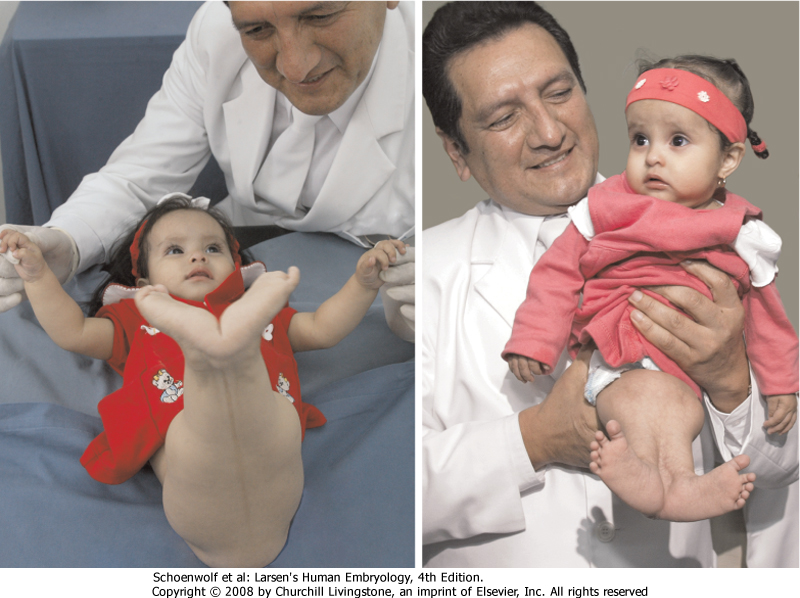 Schoenwolf et al: Larsen's Human Embryology, 4th Edition.
Copyright © 2008 by Churchill Livingstone, an imprint of Elsevier, Inc. All rights reserved